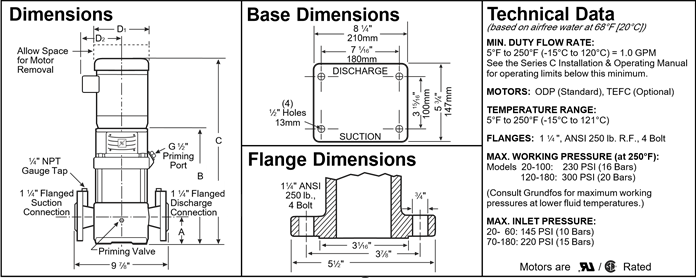 Dimensions
D1
D2
Allow Space
for Motor
Removal
C
G ½"
Priming
Port
¼" NPT
Gauge Tap
B
1 ¼" Flanged
Suction
Connection
1 ¼" Flanged
Discharge
Connection
A
Priming Valve
9 ⅞"
Base Dimensions
8 ¼"
210mm
7 1⁄16"
180mm
DISCHARGE
(4)
½" Holes
13mm
3 15⁄16"
100mm
5 ¾"
147mm
SUCTION
Flange Dimensions
1¼" ANSI
250 lb.,
4 Bolt
¾"
3 1⁄16"
3⅞"
5½"
Technical Data
(based on airfree water at 68°F [20°C])
MIN. DUTY FLOW RATE:
5°F to 250°F (-15°C to 120°C) = 1.0 GPM
See the Series C Installation & Operating Manual
for operating limits below this minimum.
MOTORS: ODP (Standard), TEFC (Optional)
TEMPERATURE RANGE:
5°F to 250°F (-15°C to 121°C)
FLANGES: 1 ¼", ANSI 250 lb. R.F., 4 Bolt
MAX. WORKING PRESSURE (at 250°F):
Models 20-100: 230 PSI (16 Bars)
120-180: 300 PSI (20 Bars)
(Consult Grundfos for maximum working
pressures at lower fluid temperatures.)
MAX. INLET PRESSURE:
20- 60: 145 PSI (10 Bars)
70-180: 220 PSI (15 Bars)
Motors are / Rated